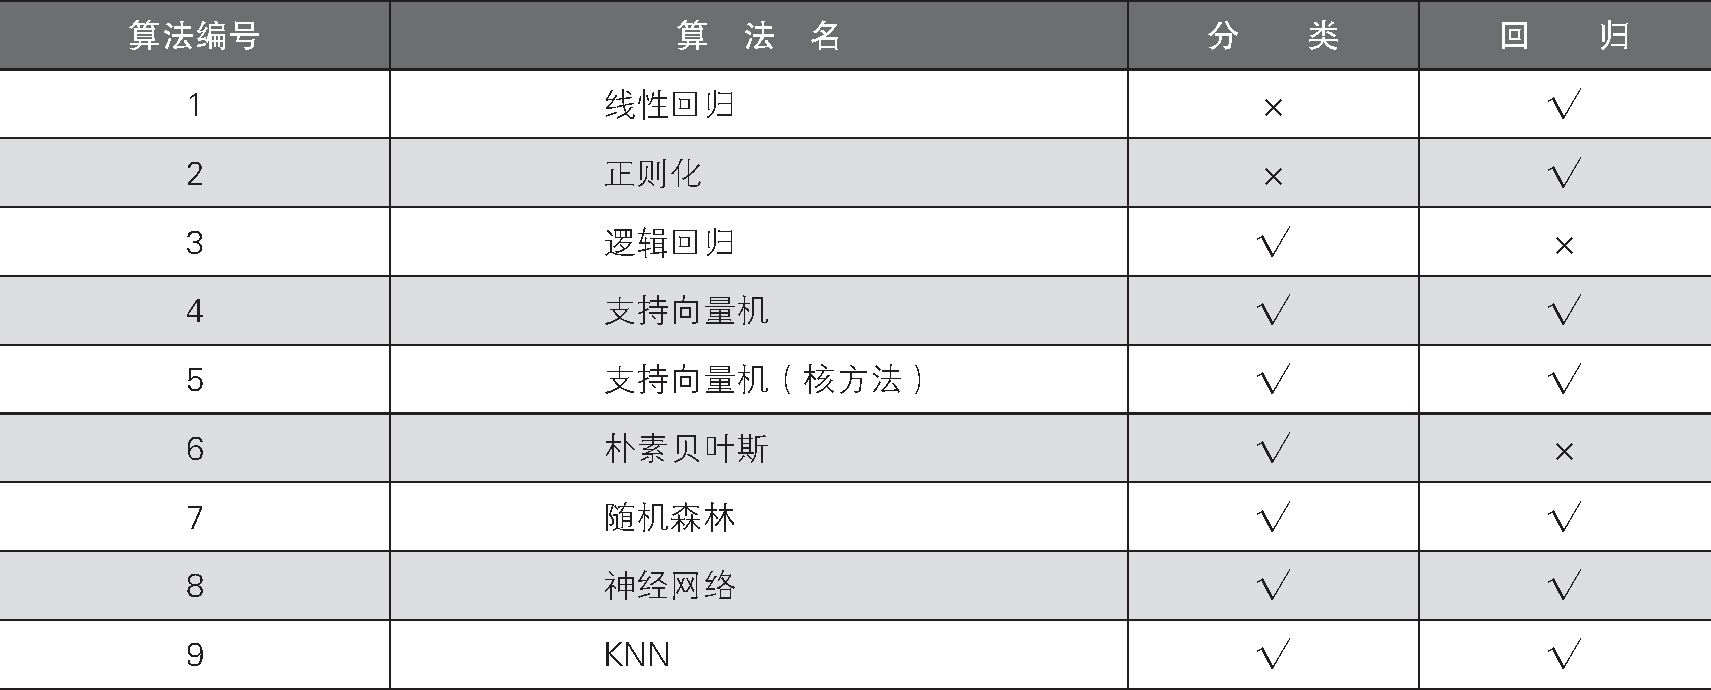 算法编号 算法名 分类 回归
1 线性回归 × √
2 正则化 × √
3 逻辑回归 √ ×
4 支持向量机 √ √
5 支持向量机（核方法） √ √
6 朴素贝叶斯 √ ×
7 随机森林 √ √
8 神经网络 √ √
9 KNN √ √